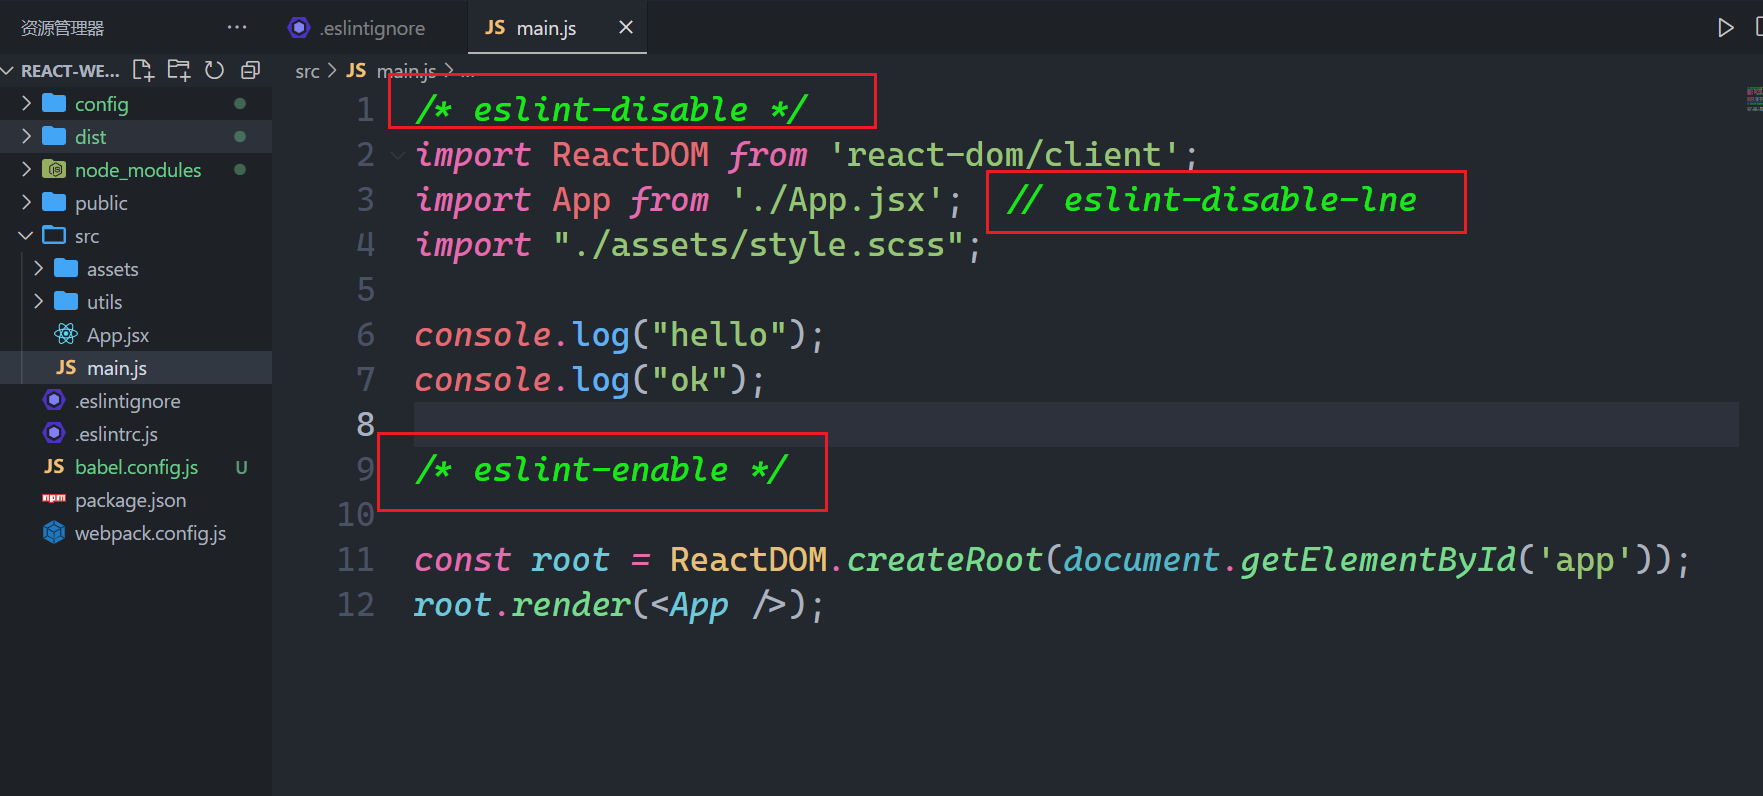 资源管理器 ···
.eslintignore
JS main.js
REACT-WE...
src > JS main.js > ...
config
dist
node_modules
public
src
assets
utils
App.jsx
JS main.js
.eslintignore
.eslintrc.js
JS babel.config.js U
package.json
webpack.config.js
1 /* eslint-disable */
2 import ReactDOM from 'react-dom/client';
3 import App from './App.jsx'; // eslint-disable-lne
4 import "./assets/style.scss";
5
6 console.log("hello");
7 console.log("ok");
8
9 /* eslint-enable */
10
11 const root = ReactDOM.createRoot(document.getElementById('app'));
12 root.render(<App />);